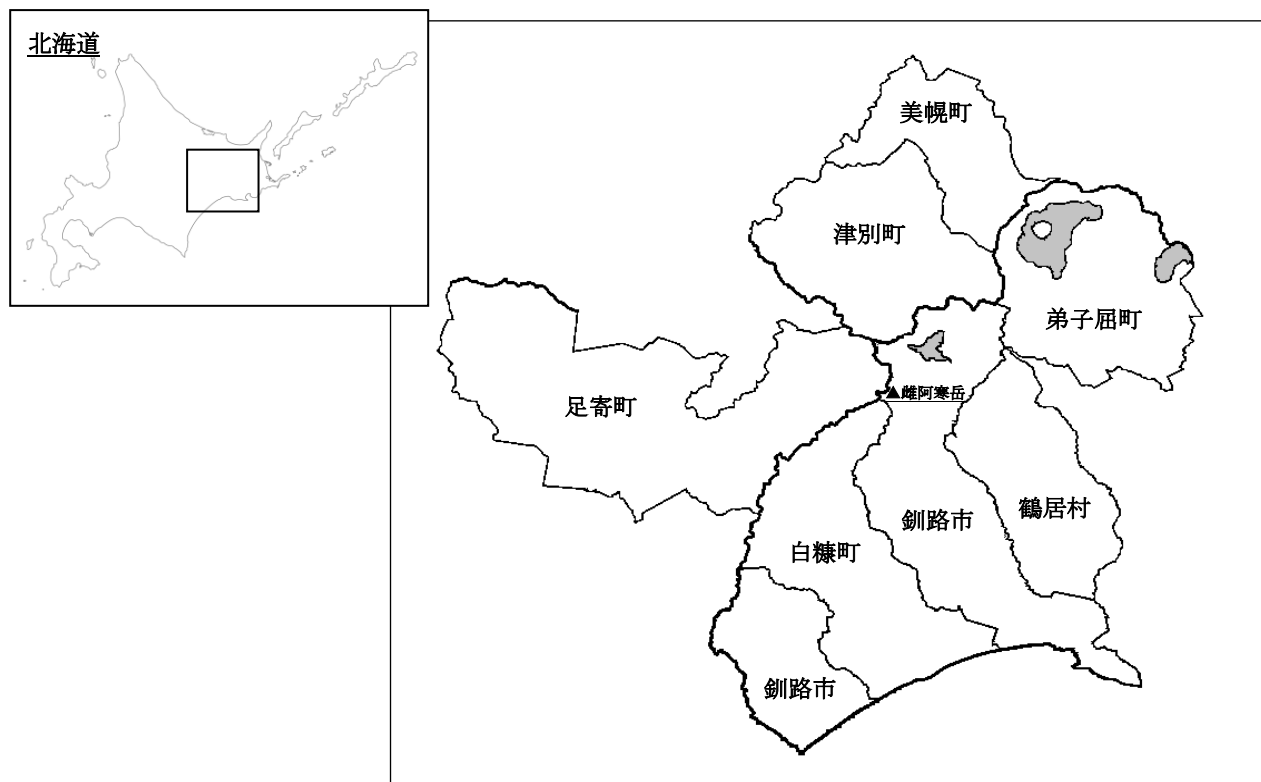 北海道
美幌町
津別町
弟子屈町
▲雌阿寒岳
足寄町
鶴居村
釧路市
白糠町
釧路市